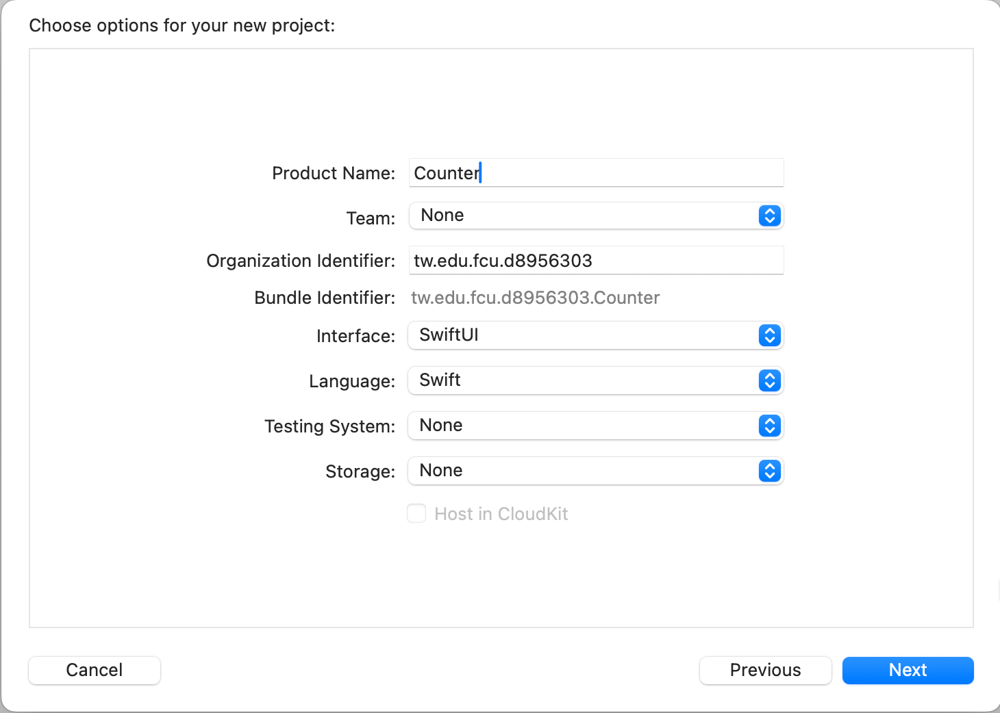 Choose options for your new project:
Product Name: Counter
Team: None
Organization Identifier: tw.edu.fcu.d8956303
Bundle Identifier: tw.edu.fcu.d8956303.Counter
Interface: SwiftUI
Language: Swift
Testing System: None
Storage: None
Host in CloudKit
Cancel Previous Next